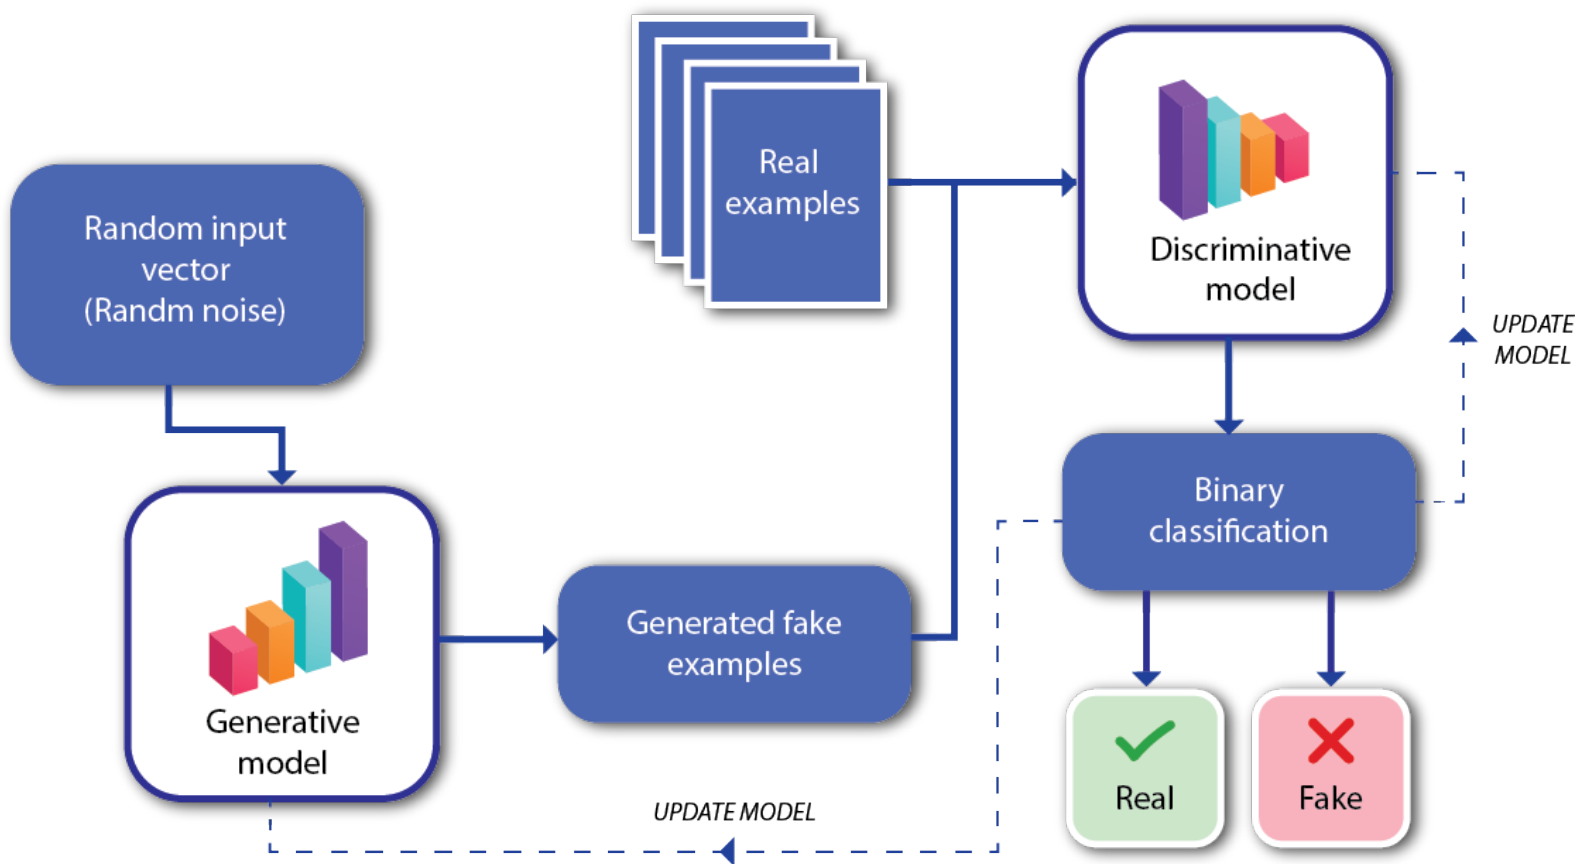 Real
examples
Random input
vector
(Randm noise)
Discriminative
model
UPDATE
MODEL
Binary
classification
Generated fake
examples
Generative
model
UPDATE MODEL
Real
Fake